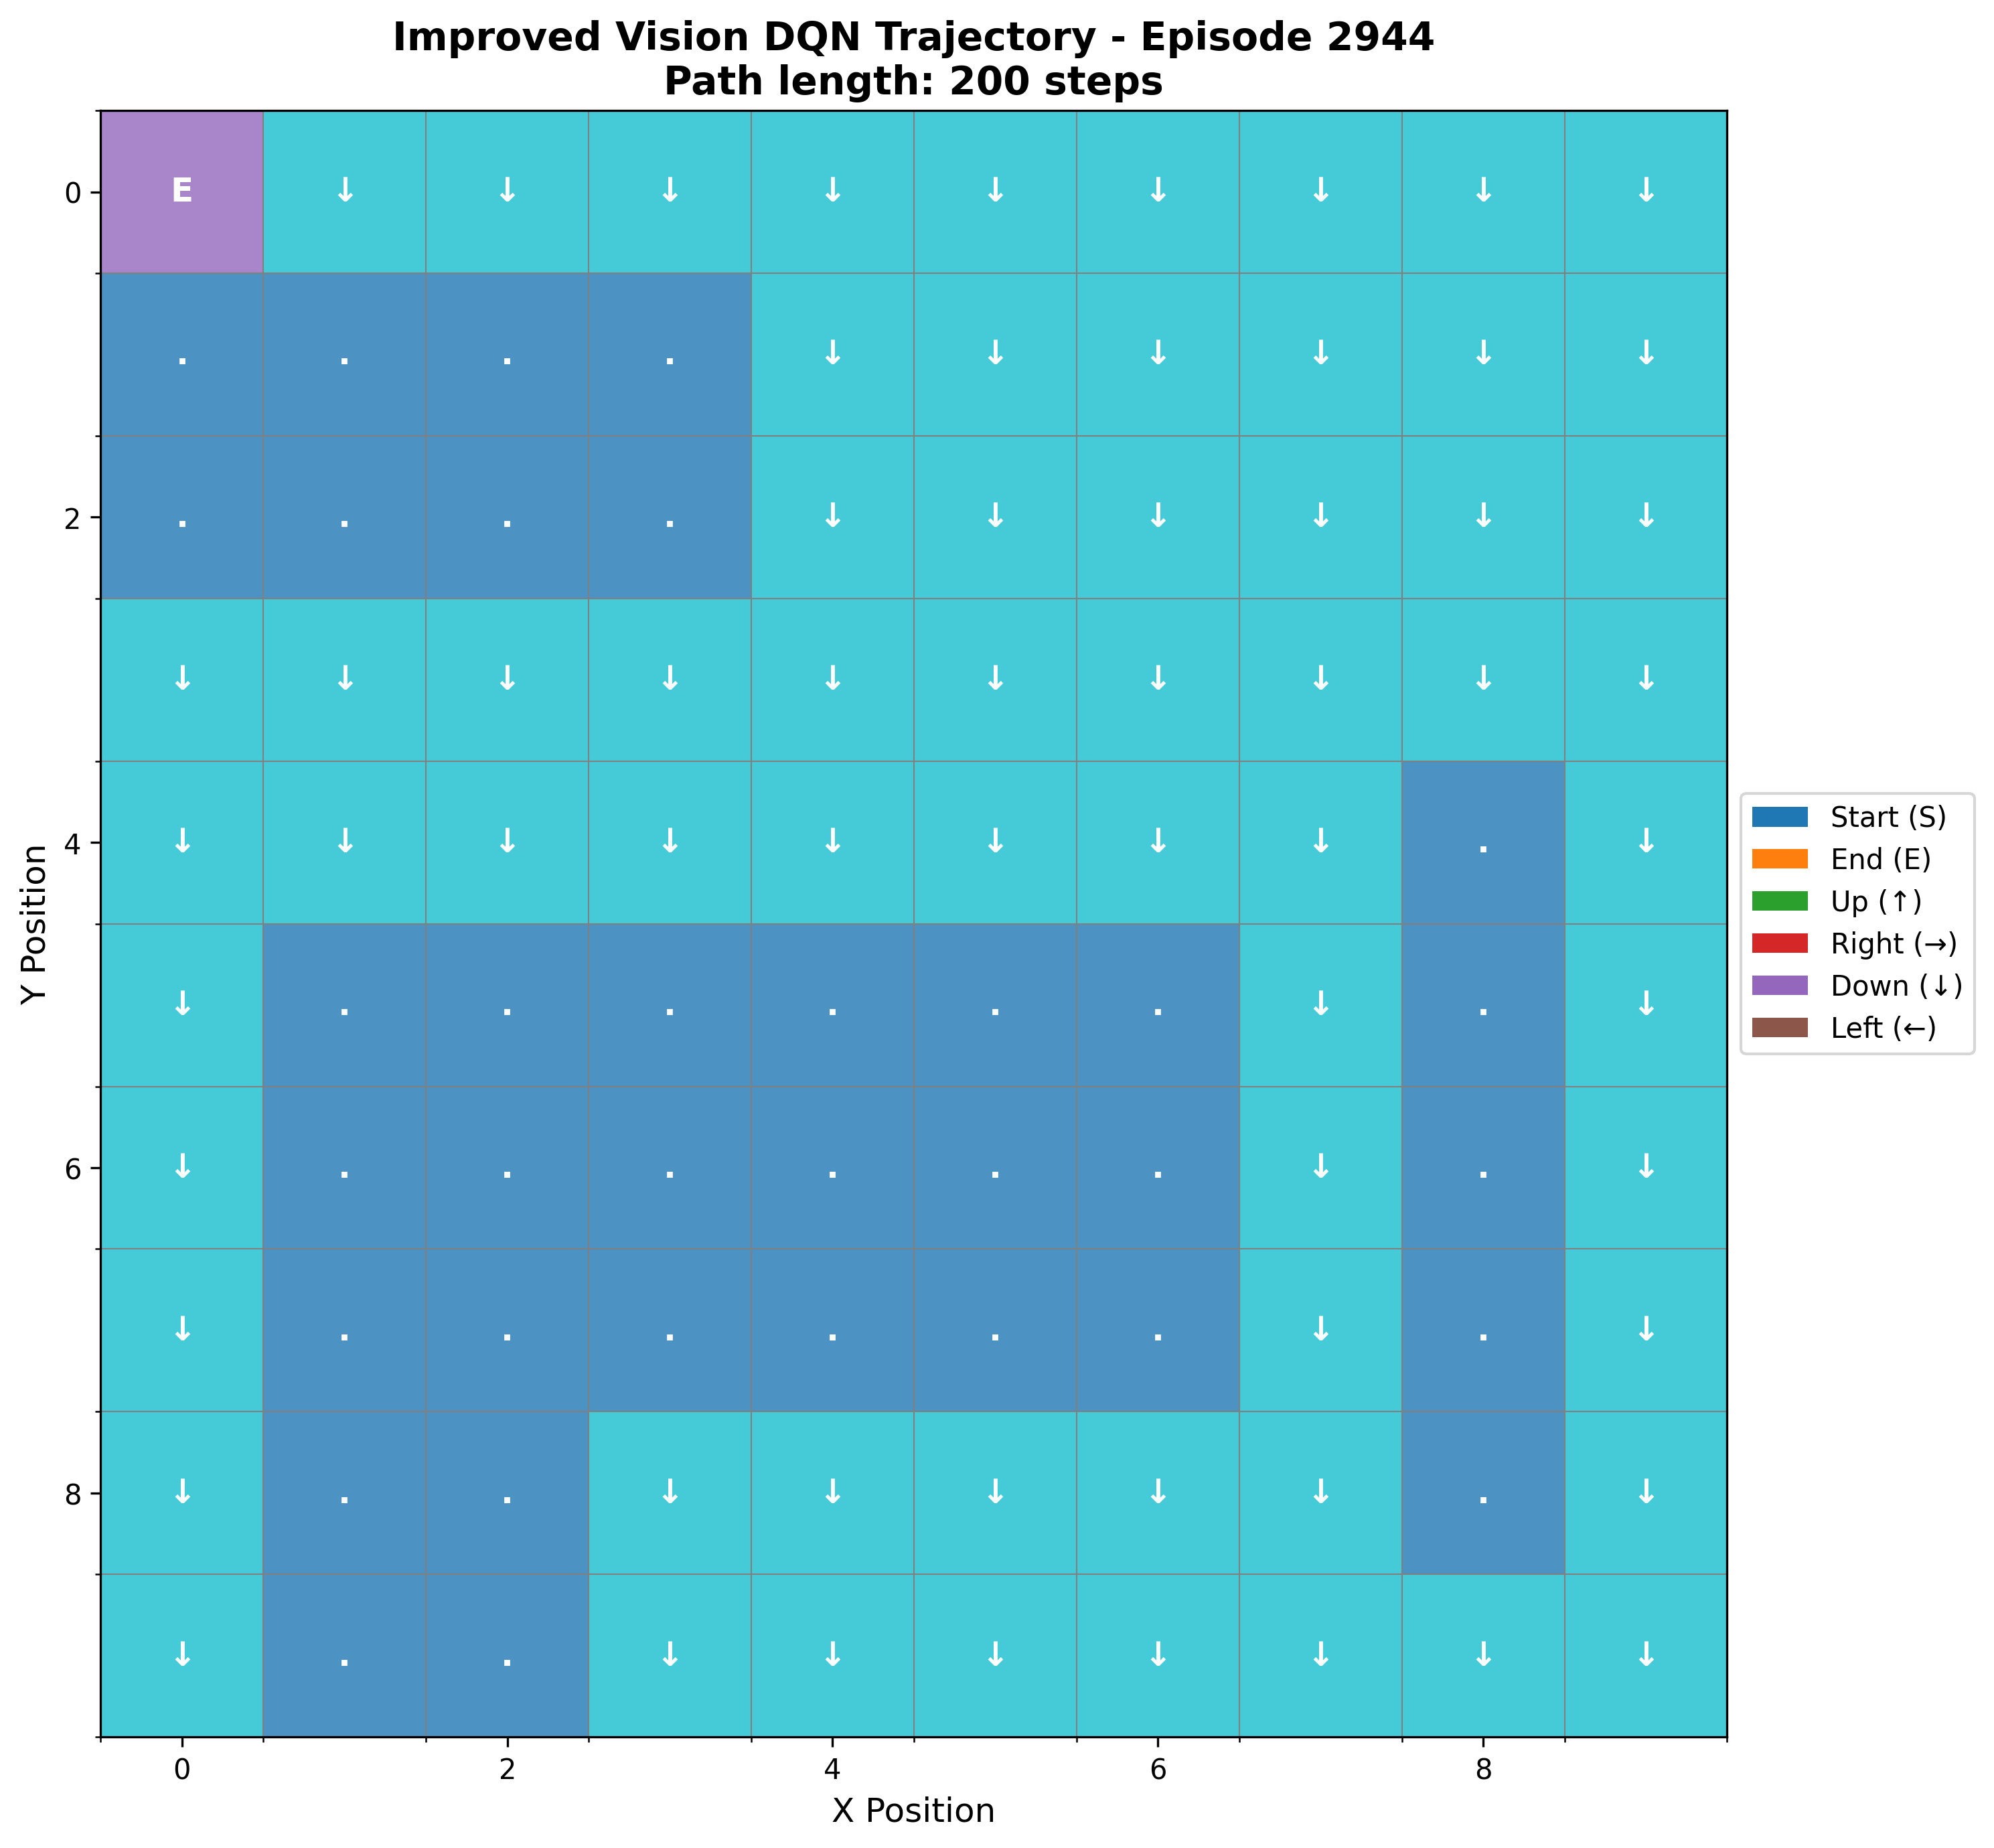 Improved Vision DQN Trajectory - Episode 2944
Path length: 200 steps
0 E ↓ ↓ ↓ ↓ ↓ ↓ ↓ ↓ ↓
. . . . ↓ ↓ ↓ ↓ ↓ ↓
2 . . . . ↓ ↓ ↓ ↓ ↓ ↓
↓ ↓ ↓ ↓ ↓ ↓ ↓ ↓ ↓ ↓
4 ↓ ↓ ↓ ↓ ↓ ↓ ↓ ↓ . ↓
↓ . . . . . . ↓ . ↓
6 ↓ . . . . . . ↓ . ↓
↓ . . . . . . ↓ . ↓
8 ↓ . . ↓ ↓ ↓ ↓ ↓ . ↓
↓ . . ↓ ↓ ↓ ↓ ↓ ↓ ↓
0 2 4 6 8
X Position
Y Position
Start (S)
End (E)
Up (↑)
Right (→)
Down (↓)
Left (←)